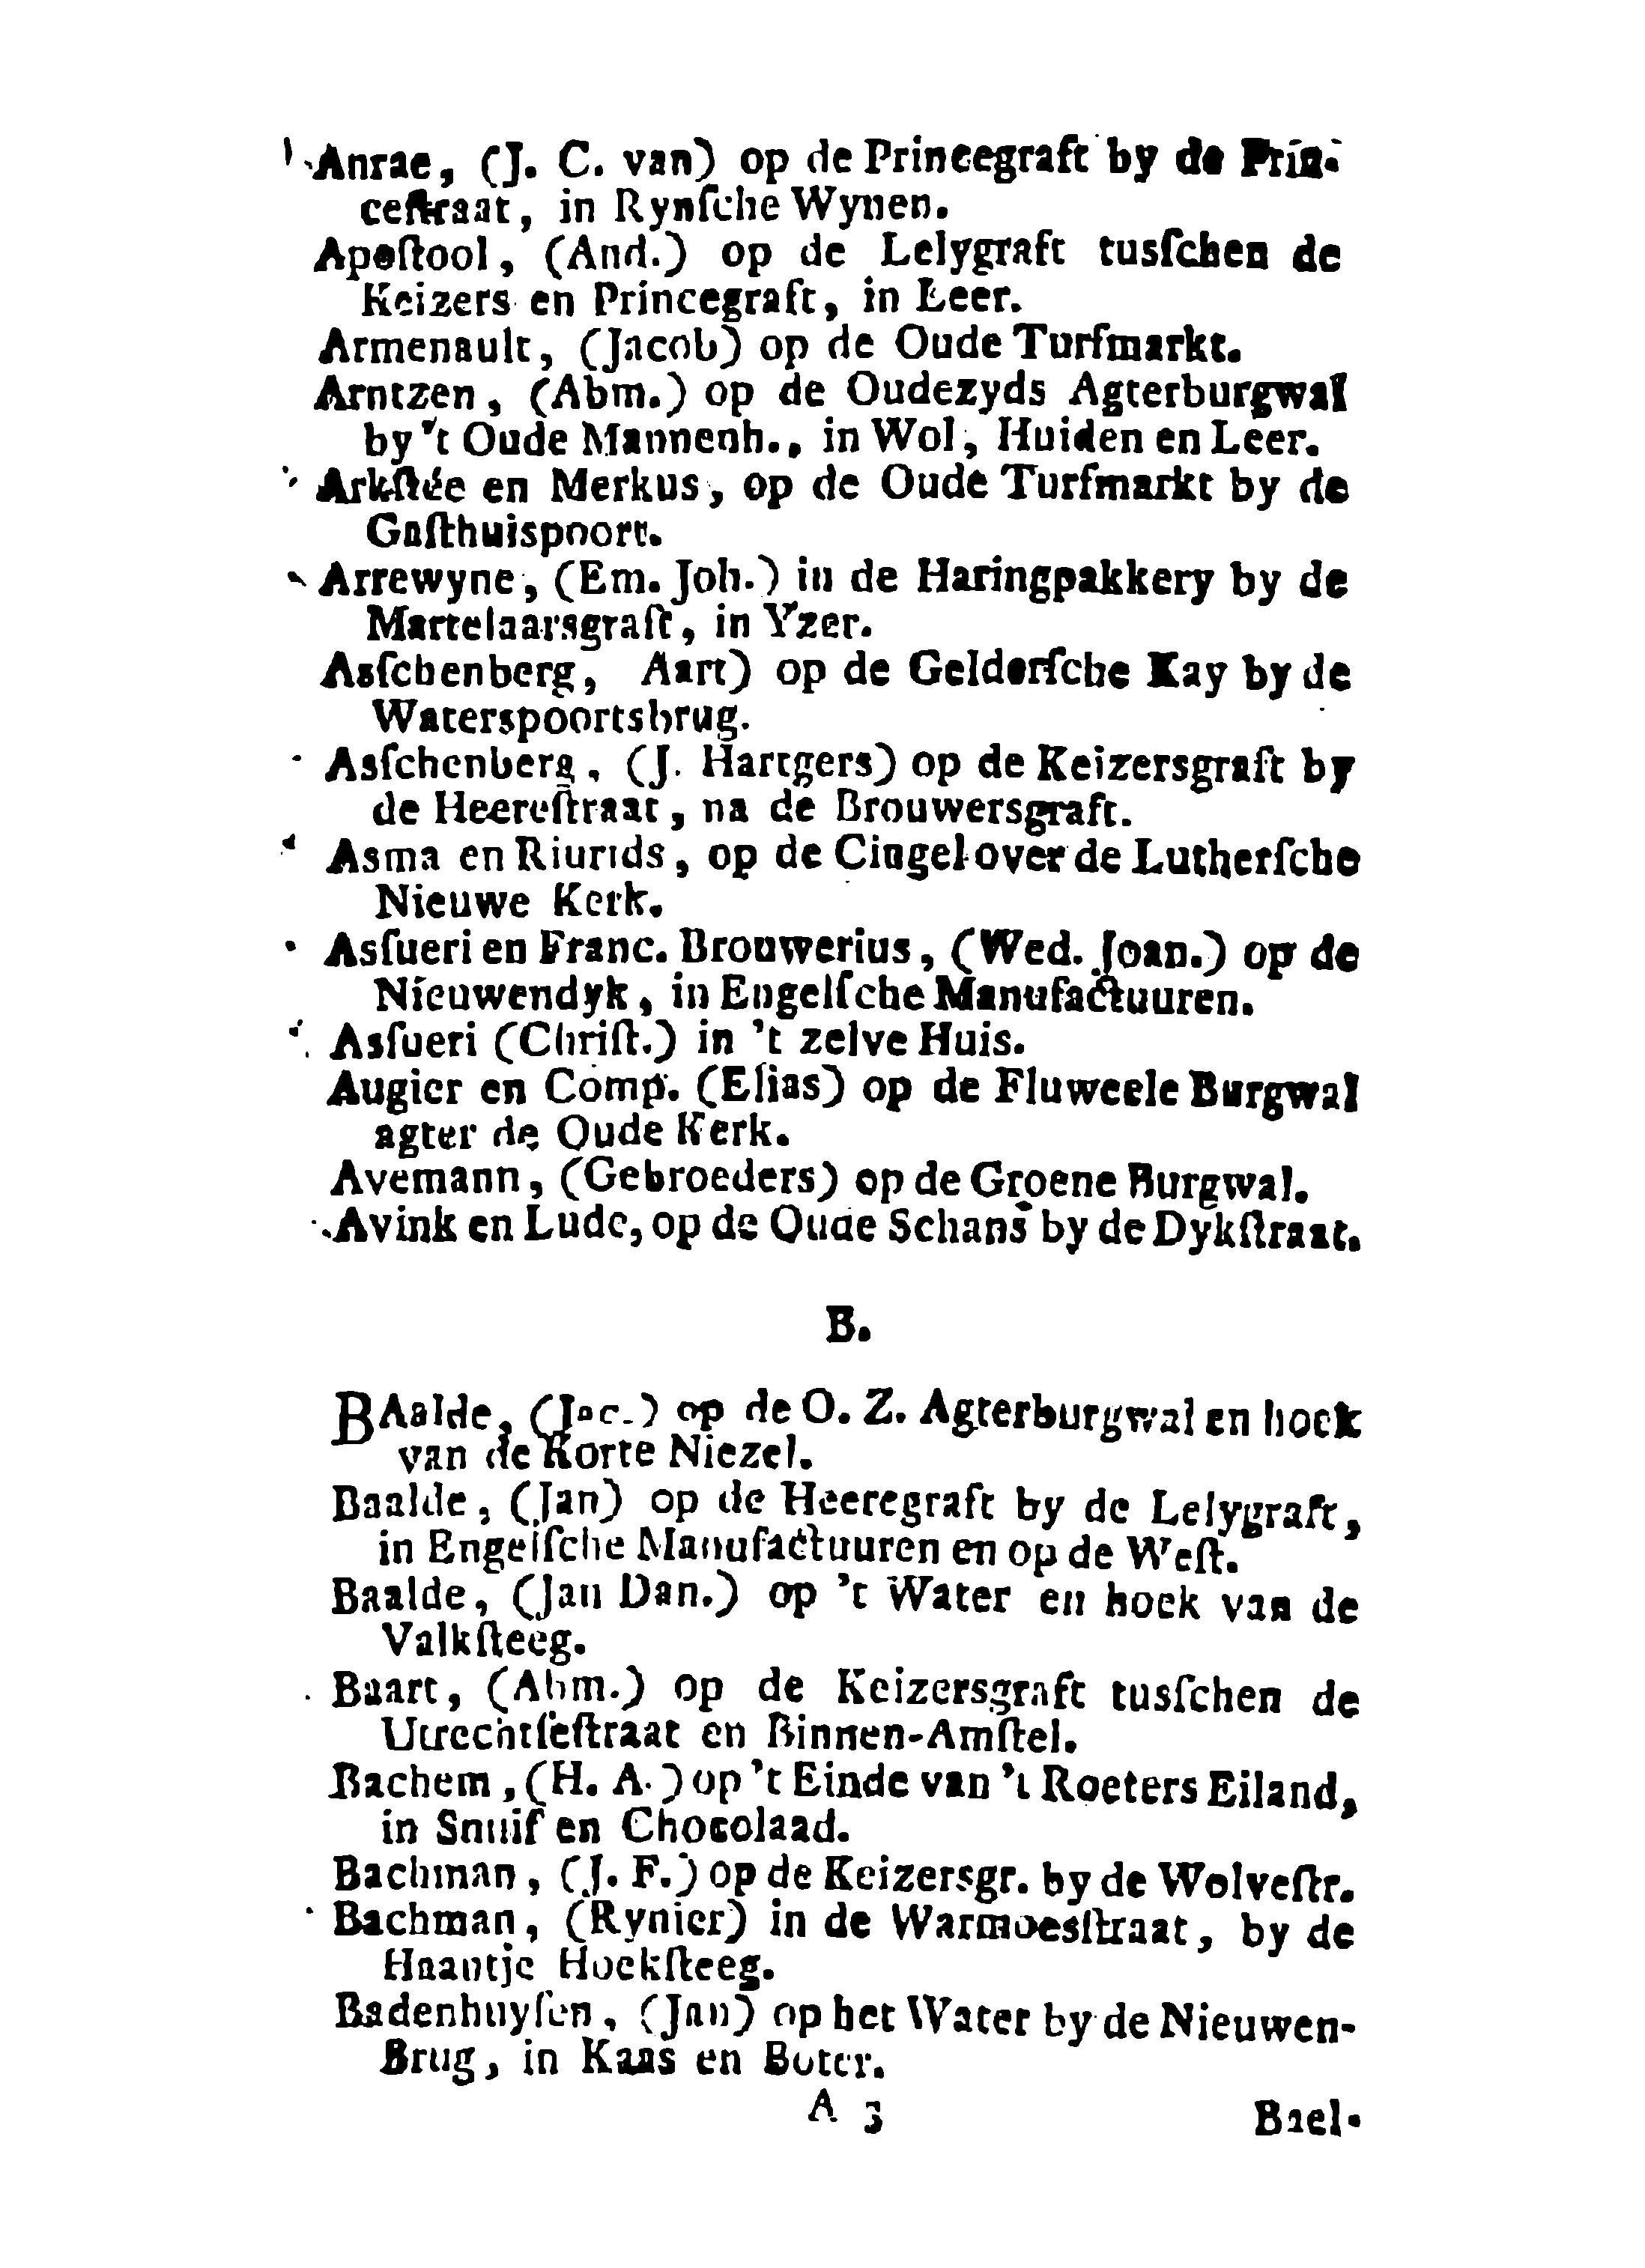 Anrae, (J. C. van) op de Princegraft by de Prin-
ceſtraat, in Rynſche Wynen.
Apoſtool, (And.) op de Lelygraft tusſchen de
Keizers en Princegraft, in Leer.
Armenault, (Jacob) op de Oude Turfmarkt.
Arntzen, (Abm.) op de Oudezyds Agterburgwal
by 't Oude Mannenh., in Wol, Huiden en Leer.
Arkſtée en Merkus, op de Oude Turfmarkt by de
Gaſthuispoort.
Arrewyne, (Em. Joh.) in de Haringpakkery by de
Martelaarsgraft, in Yzer.
Asſchenberg, Aart) op de Gelderſche Kay by de
Waterspoortsbrug.
Asſchenberg, (J. Hartgers) op de Keizersgraft by
de Heereſtraat, na de Brouwersgraft.
Asma en Riurids, op de Cingel over de Lutherſche
Nieuwe Kerk.
Asſueri en Franc. Brouwerius, (Wed. Joan.) op de
Nieuwendyk, in Engelſche Manufactuuren.
Asſueri (Chriſt.) in 't zelve Huis.
Augier en Comp. (Elias) op de Fluweele Burgwal
agter de Oude Kerk.
Avemann, (Gebroeders) op de Groene Burgwal.
Avink en Lude, op de Oude Schans by de Dykſtraat.
B.
BAalde, (Jac.) op de O. Z. Agterburgwal en hoek
van de Korte Niezel.
Baalde, (Jan) op de Heeregraft by de Lelygraft,
in Engelſche Manufactuuren en op de Weſt.
Baalde, (Jan Dan.) op 't Water en hoek van de
Valkſteeg.
Baart, (Abm.) op de Keizersgraft tusſchen de
Utrechtſeſtraat en Binnen-Amſtel.
Bachem, (H. A.) op 't Einde van 't Roeters Eiland,
in Snuif en Chocolaad.
Bachman, (J. F.) op de Keizersgr. by de Wolveſtr.
Bachman, (Rynier) in de Warmoesſtraat, by de
Haantje Hoekſteeg.
Badenhuyſen, (Jan) op het Water by de Nieuwen-
Brug, in Kaas en Boter.
A 3 Bael-